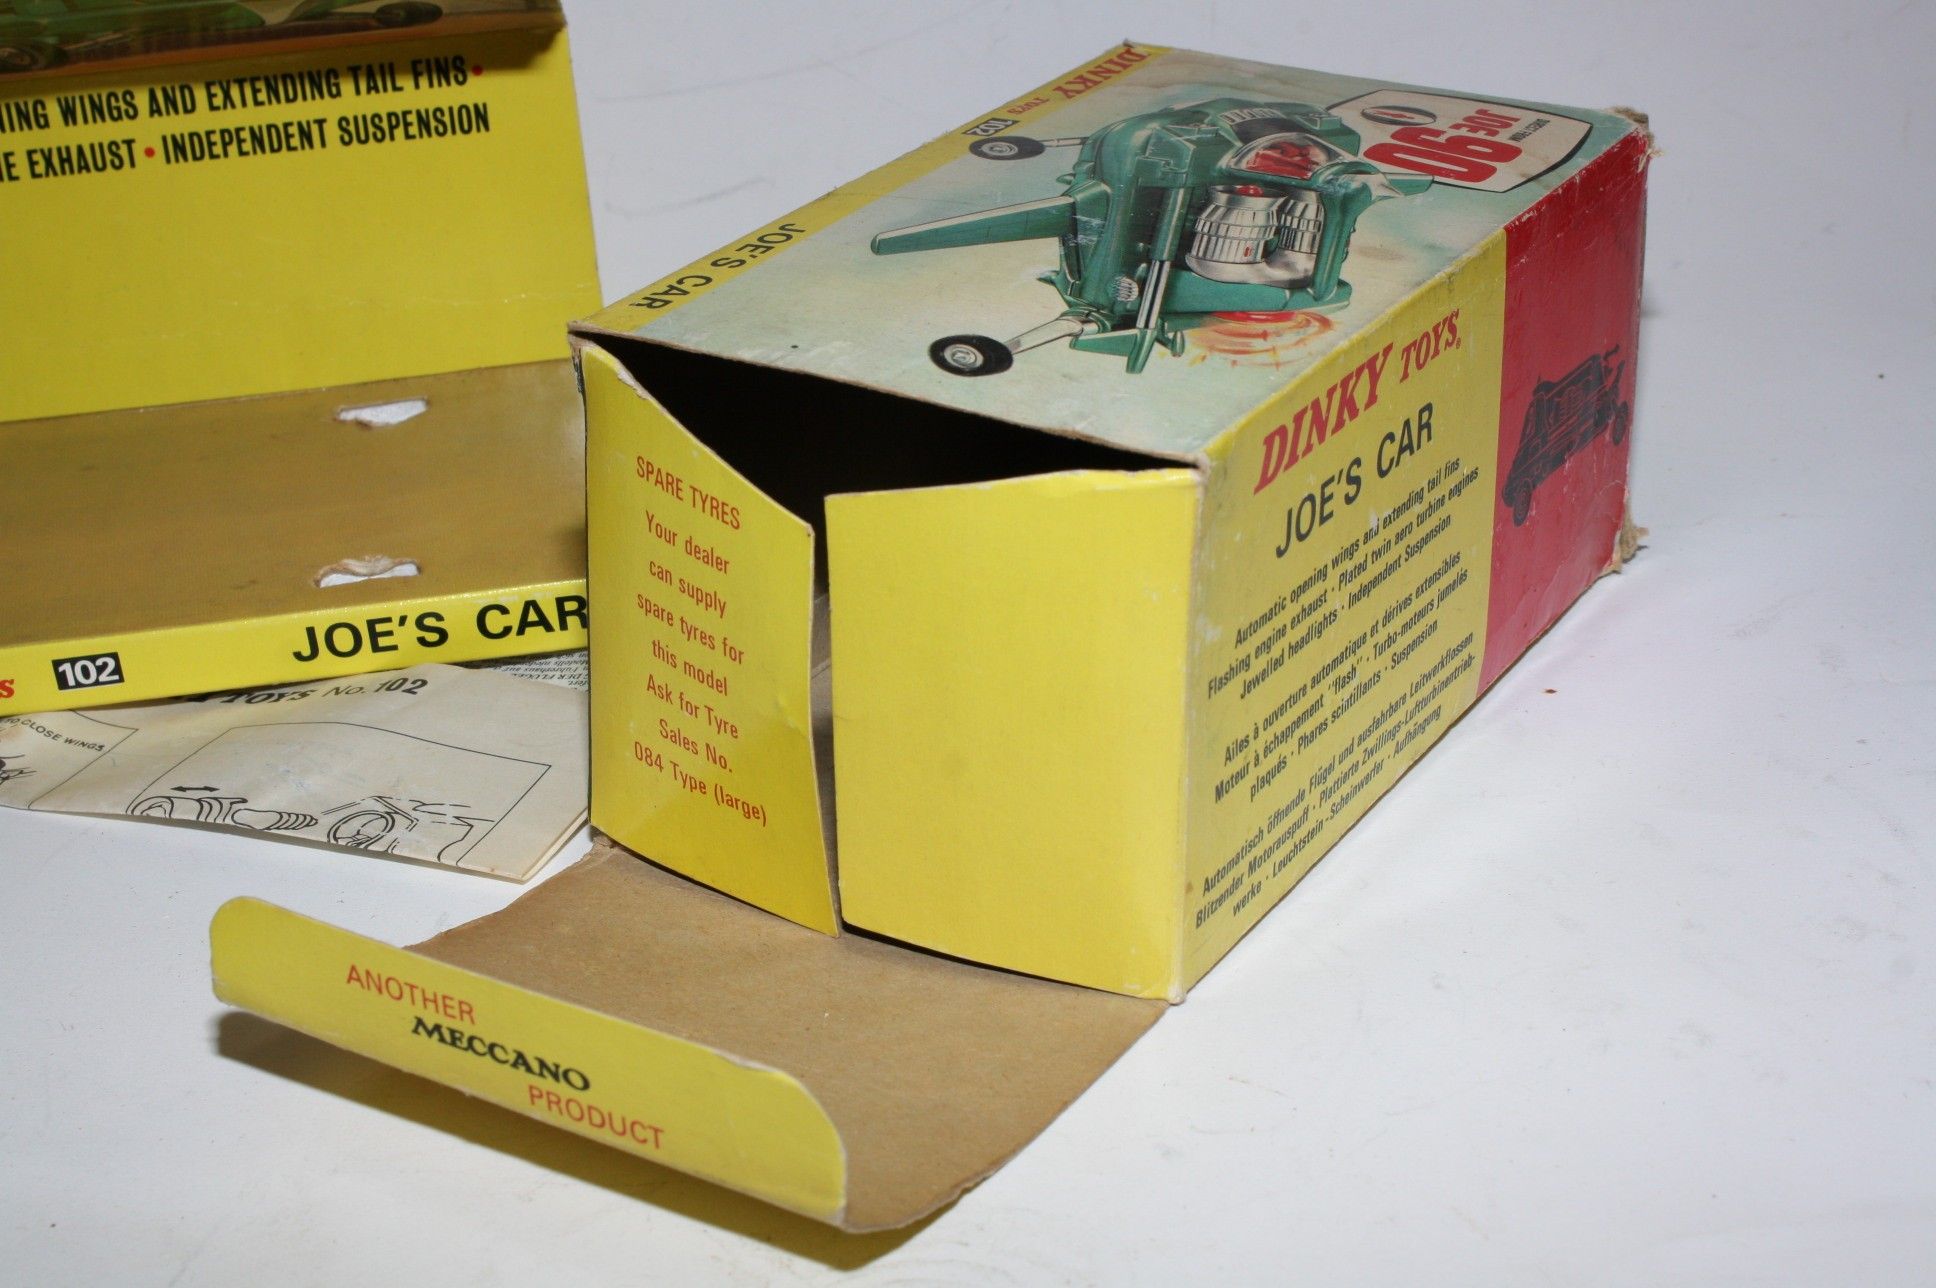 NING WINGS AND EXTENDING TAIL FINS •
NE EXHAUST • INDEPENDENT SUSPENSION
S 102 JOE'S CAR
TOYS No. 102
TO CLOSE WINGS
DINKY TOYS 102 JOE'S CAR
JOE 90
DINKY TOYS®
JOE'S CAR
Automatic opening wings and extending tail fins
Flashing engine exhaust · Plated twin aero turbine engines
Jewelled headlights · Independent Suspension
Ailes à ouverture automatique et dérives extensibles
Moteur à échappement "flash" · Turbo-moteurs jumelés
plaqués · Phares scintillants · Suspension
Automatisch öffnende Flügel und ausfahrbare Leitwerkflossen
Blitzender Motorauspuff · Plattierte Zwillings-Luftturbinentrieb-
werke · Leuchtstein-Scheinwerfer · Aufhängung
SPARE TYRES
Your dealer
can supply
spare tyres for
this model
Ask for Tyre
Sales No.
084 Type (large)
ANOTHER
MECCANO
PRODUCT